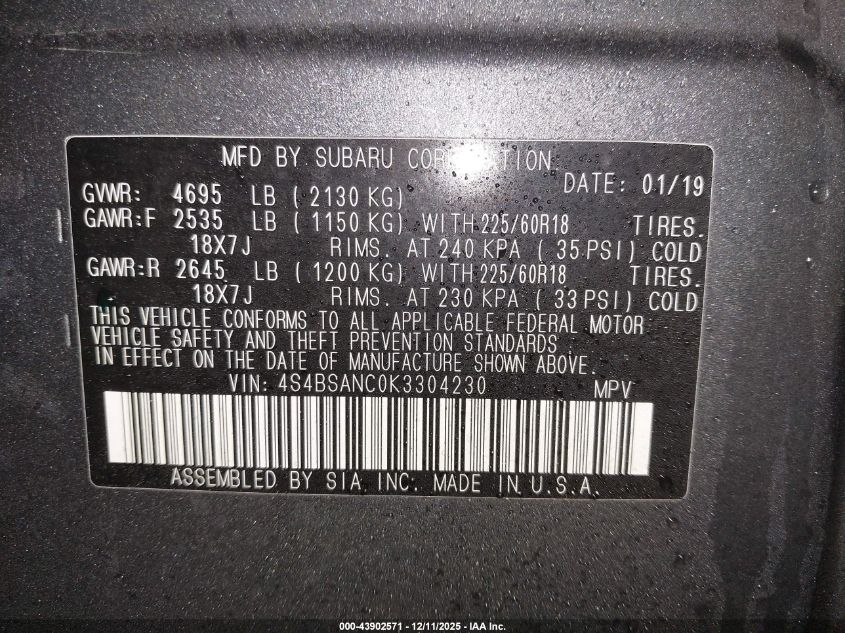 MFD BY SUBARU CORPORATION
DATE: 01/19
GVWR: 4695 LB ( 2130 KG)
GAWR:F 2535 LB ( 1150 KG) WITH 225/60R18 TIRES.
18X7J RIMS. AT 240 KPA ( 35 PSI) COLD
GAWR:R 2645 LB ( 1200 KG) WITH 225/60R18 TIRES.
18X7J RIMS. AT 230 KPA ( 33 PSI) COLD
THIS VEHICLE CONFORMS TO ALL APPLICABLE FEDERAL MOTOR
VEHICLE SAFETY AND THEFT PREVENTION STANDARDS
IN EFFECT ON THE DATE OF MANUFACTURE SHOWN ABOVE.
VIN: 4S4BSANC0K3304230 MPV
ASSEMBLED BY SIA, INC. MADE IN U.S.A.
000-43902571 - 12/11/2025 - IAA Inc.